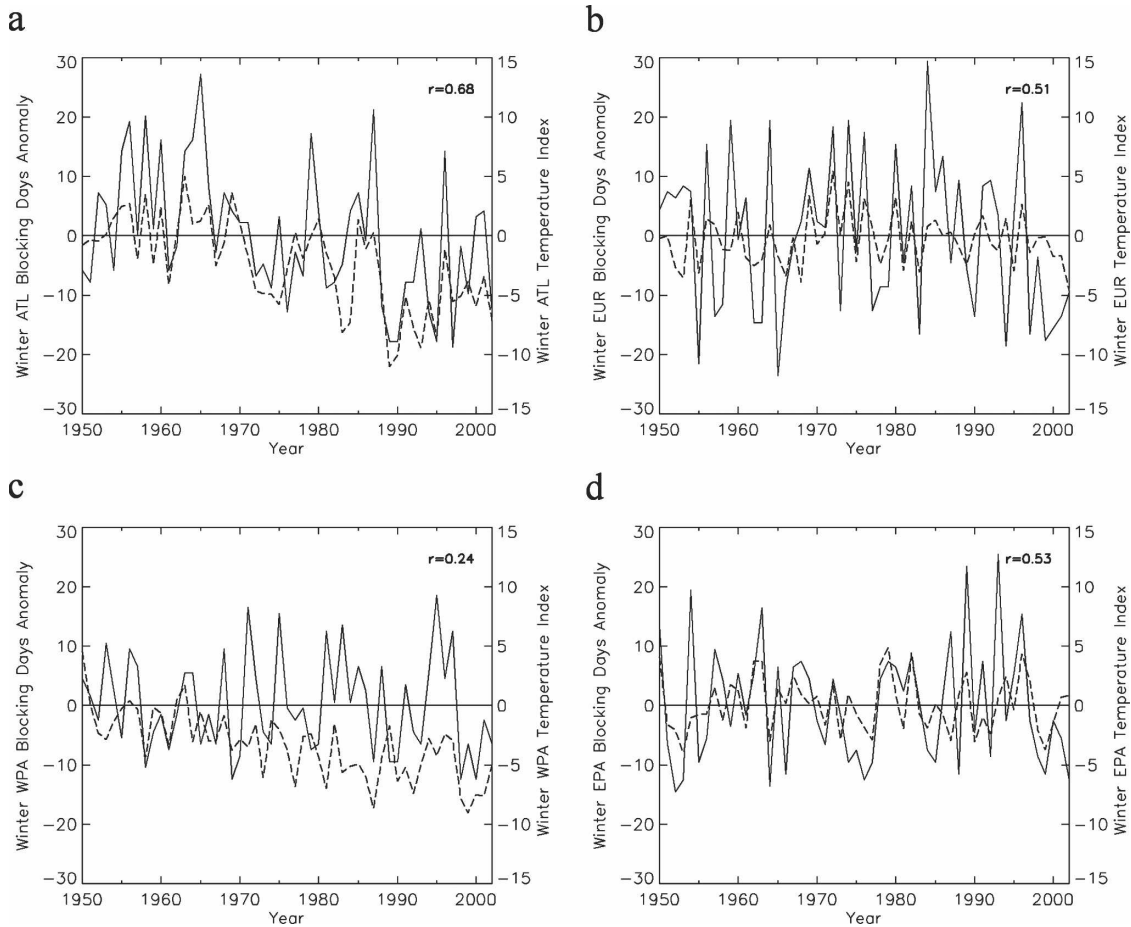 a
30
20
10
0
−10
−20
−30
15
10
5
0
−5
−10
−15
1950 1960 1970 1980 1990 2000
Year
Winter ATL Blocking Days Anomaly
Winter ATL Temperature Index
r=0.68
b
30
20
10
0
−10
−20
−30
15
10
5
0
−5
−10
−15
1950 1960 1970 1980 1990 2000
Year
Winter EUR Blocking Days Anomaly
Winter EUR Temperature Index
r=0.51
c
30
20
10
0
−10
−20
−30
15
10
5
0
−5
−10
−15
1950 1960 1970 1980 1990 2000
Year
Winter WPA Blocking Days Anomaly
Winter WPA Temperature Index
r=0.24
d
30
20
10
0
−10
−20
−30
15
10
5
0
−5
−10
−15
1950 1960 1970 1980 1990 2000
Year
Winter EPA Blocking Days Anomaly
Winter EPA Temperature Index
r=0.53